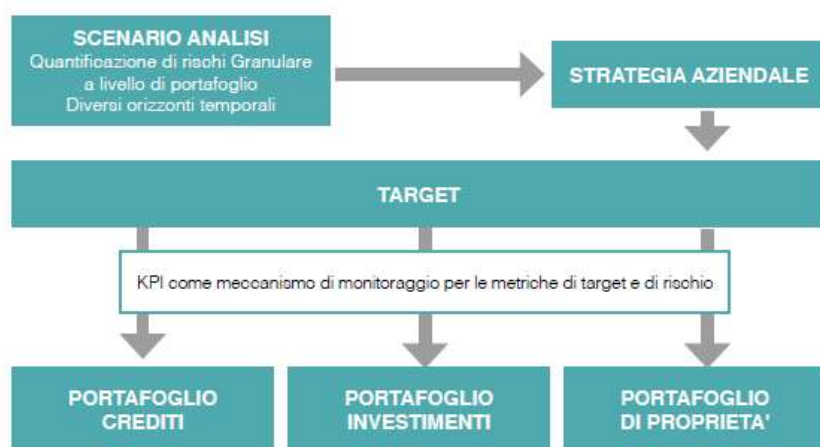 SCENARIO ANALISI
Quantificazione di rischi Granulare
a livello di portafoglio
Diversi orizzonti temporali
STRATEGIA AZIENDALE
TARGET
KPI come meccanismo di monitoraggio per le metriche di target e di rischio
PORTAFOGLIO
CREDITI
PORTAFOGLIO
INVESTIMENTI
PORTAFOGLIO
DI PROPRIETA'